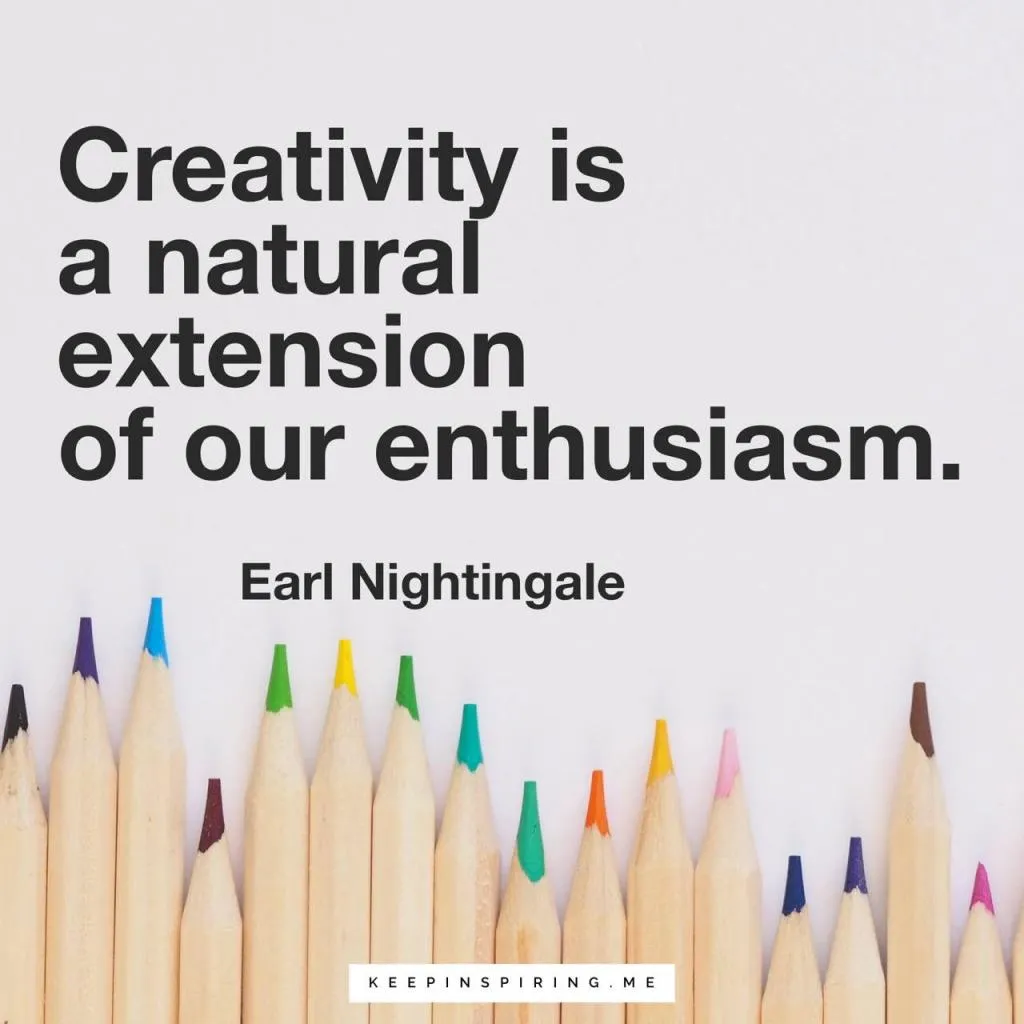 Creativity is
a natural
extension
of our enthusiasm.
Earl Nightingale
KEEPINSPIRING.ME